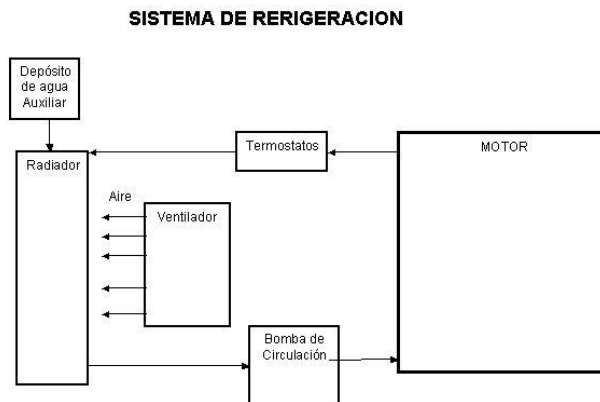 SISTEMA DE RERIGERACION
Depósito
de agua
Auxiliar
Termostatos
MOTOR
Radiador
Aire
Ventilador
Bomba de
Circulación